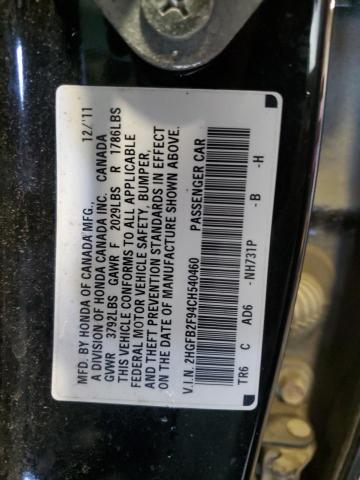 MFD. BY HONDA OF CANADA MFG., 12/'11
A DIVISION OF HONDA CANADA INC. CANADA
GVWR 3792LBS GAWR F 2029LBS R 1786LBS
THIS VEHICLE CONFORMS TO ALL APPLICABLE
FEDERAL MOTOR VEHICLE SAFETY, BUMPER,
AND THEFT PREVENTION STANDARDS IN EFFECT
ON THE DATE OF MANUFACTURE SHOWN ABOVE.
V.I.N. 2HGFB2F94CH540460 PASSENGER CAR
TR6 C AD6 -NH731P -B -H